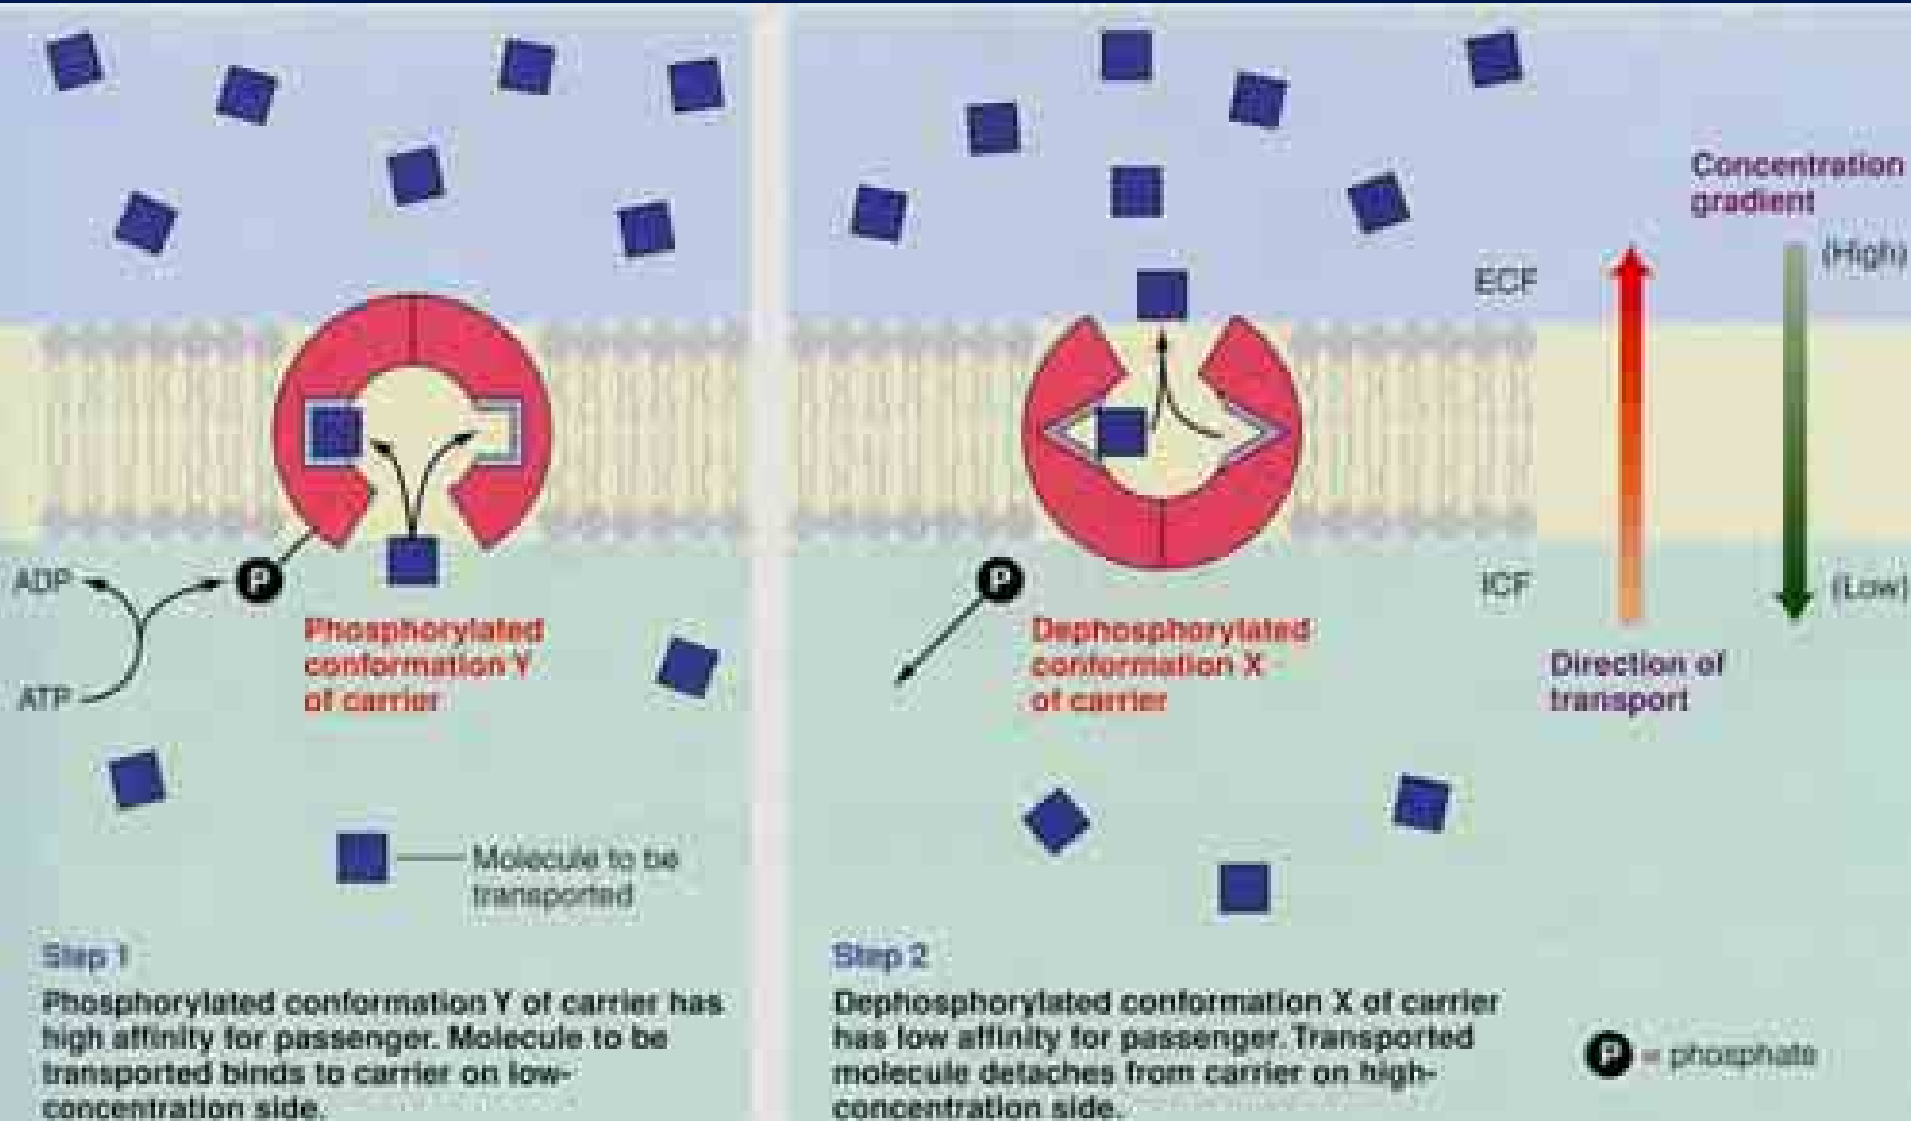 ADP
ATP
P
Phosphorylated
conformation Y
of carrier
Molecule to be
transported
Step 1
Phosphorylated conformation Y of carrier has
high affinity for passenger. Molecule to be
transported binds to carrier on low-
concentration side.
P
Dephosphorylated
conformation X
of carrier
Step 2
Dephosphorylated conformation X of carrier
has low affinity for passenger. Transported
molecule detaches from carrier on high-
concentration side.
ECF
ICF
Concentration
gradient
(High)
(Low)
Direction of
transport
P = phosphate